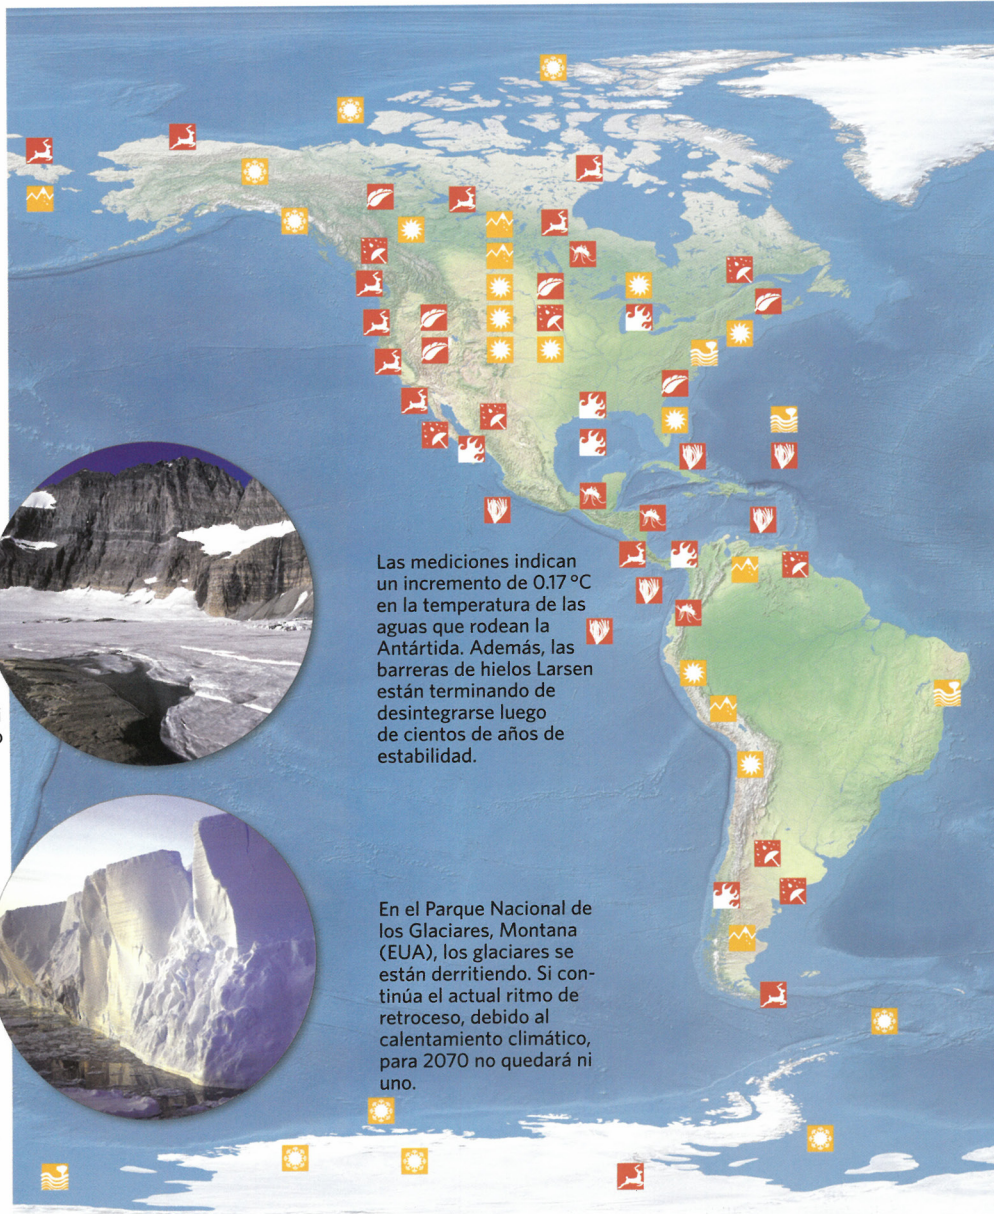 Las mediciones indican
un incremento de 0.17 °C
en la temperatura de las
aguas que rodean la
Antártida. Además, las
barreras de hielos Larsen
están terminando de
desintegrarse luego
de cientos de años de
estabilidad.
En el Parque Nacional de
los Glaciares, Montana
(EUA), los glaciares se
están derritiendo. Si con-
tinúa el actual ritmo de
retroceso, debido al
calentamiento climático,
para 2070 no quedará ni
uno.